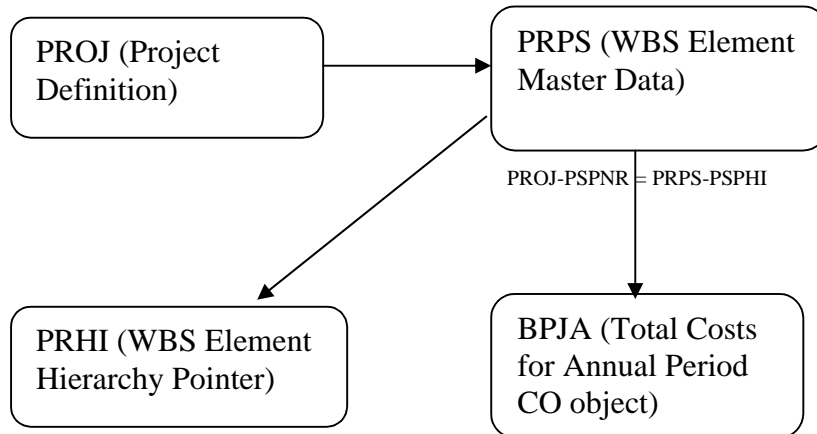 PROJ (Project
Definition)
PRPS (WBS Element
Master Data)
PROJ-PSPNR = PRPS-PSPHI
PRHI (WBS Element
Hierarchy Pointer)
BPJA (Total Costs
for Annual Period
CO object)